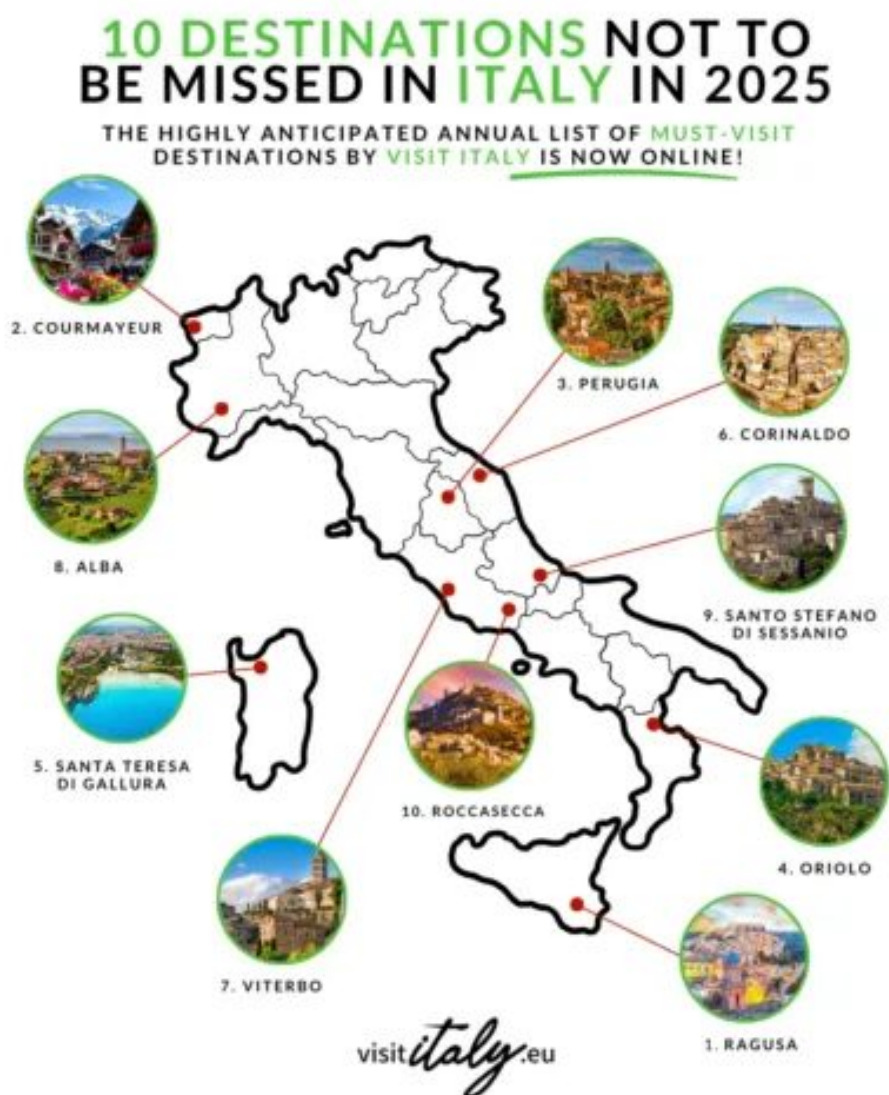 10 DESTINATIONS NOT TO
BE MISSED IN ITALY IN 2025
THE HIGHLY ANTICIPATED ANNUAL LIST OF MUST-VISIT
DESTINATIONS BY VISIT ITALY IS NOW ONLINE!
2. COURMAYEUR
3. PERUGIA
6. CORINALDO
8. ALBA
9. SANTO STEFANO
DI SESSANIO
5. SANTA TERESA
DI GALLURA
10. ROCCASECCA
4. ORIOLO
7. VITERBO
1. RAGUSA
visititaly.eu